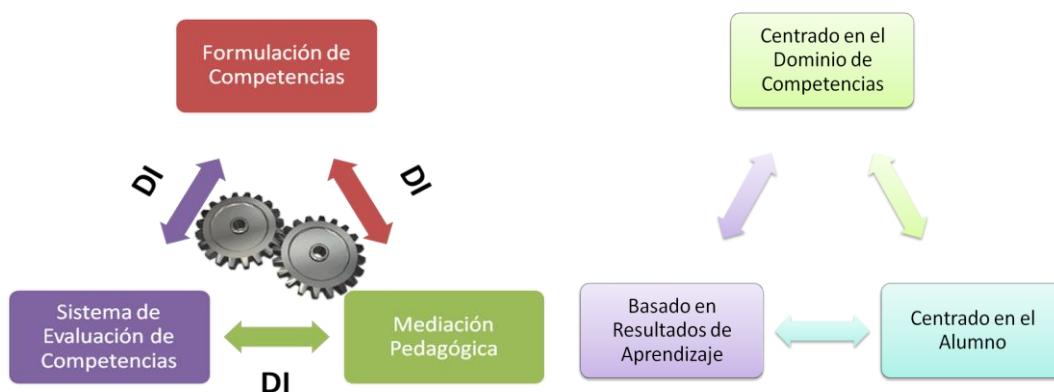 Formulación de
Competencias
DI
DI
Sistema de
Evaluación de
Competencias
Mediación
Pedagógica
DI
Centrado en el
Dominio de
Competencias
Basado en
Resultados de
Aprendizaje
Centrado en el
Alumno